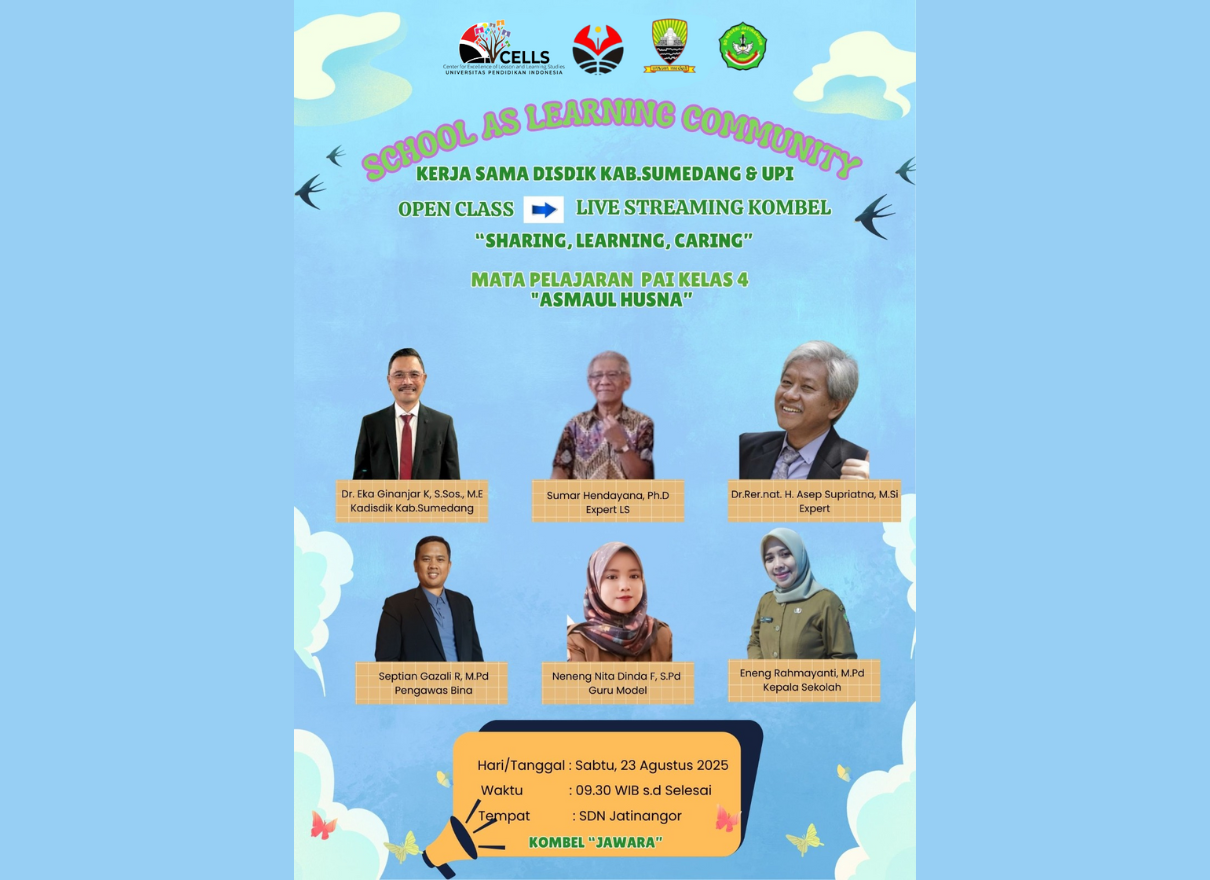 CELLS
Center for Excellence of Lesson and Learning Studies
UNIVERSITAS PENDIDIKAN INDONESIA
SCHOOL AS LEARNING COMMUNITY
KERJA SAMA DISDIK KAB.SUMEDANG & UPI
OPEN CLASS LIVE STREAMING KOMBEL
“SHARING, LEARNING, CARING”
MATA PELAJARAN PAI KELAS 4
"ASMAUL HUSNA”
Dr. Eka Ginanjar K, S.Sos., M.E
Kadisdik Kab.Sumedang
Sumar Hendayana, Ph.D
Expert LS
Dr.Rer.nat. H. Asep Supriatna, M.Si
Expert
Septian Gazali R, M.Pd
Pengawas Bina
Neneng Nita Dinda F, S.Pd
Guru Model
Eneng Rahmayanti, M.Pd
Kepala Sekolah
Hari/Tanggal : Sabtu, 23 Agustus 2025
Waktu : 09.30 WIB s.d Selesai
Tempat : SDN Jatinangor
KOMBEL “JAWARA”